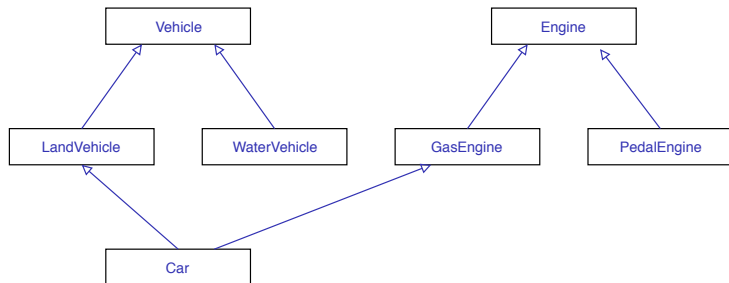 Vehicle
Engine
LandVehicle
WaterVehicle
GasEngine
PedalEngine
Car